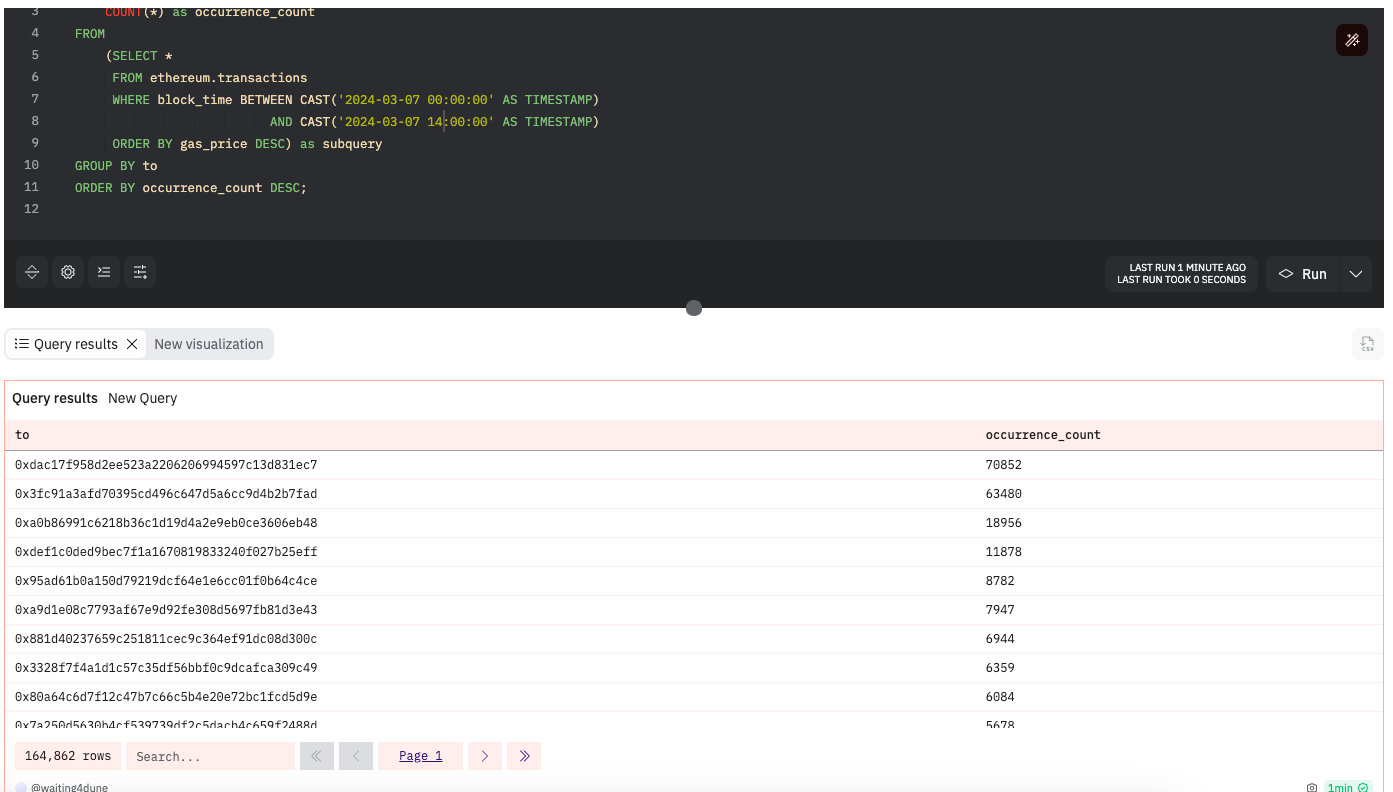 3 COUNT(*) as occurrence_count
4 FROM
5 (SELECT *
6 FROM ethereum.transactions
7 WHERE block_time BETWEEN CAST('2024-03-07 00:00:00' AS TIMESTAMP)
8 AND CAST('2024-03-07 14:00:00' AS TIMESTAMP)
9 ORDER BY gas_price DESC) as subquery
10 GROUP BY to
11 ORDER BY occurrence_count DESC;
12
LAST RUN 1 MINUTE AGO
LAST RUN TOOK 0 SECONDS
Run
Query results
New visualization
CSV
Query results New Query
to occurrence_count
0xdac17f958d2ee523a2206206994597c13d831ec7 70852
0x3fc91a3afd70395cd496c647d5a6cc9d4b2b7fad 63480
0xa0b86991c6218b36c1d19d4a2e9eb0ce3606eb48 18956
0xdef1c0ded9bec7f1a1670819833240f027b25eff 11878
0x95ad61b0a150d79219dcf64e1e6cc01f0b64c4ce 8782
0xa9d1e08c7793af67e9d92fe308d5697fb81d3e43 7947
0x881d40237659c251811cec9c364ef91dc08d300c 6944
0x3328f7f4a1d1c57c35df56bbf0c9dcafca309c49 6359
0x80a64c6d7f12c47b7c66c5b4e20e72bc1fcd5d9e 6084
0x7a250d5630b4cf539739df2c5dacb4c659f2488d 5678
164,862 rows Search... Page 1
@waiting4dune 1min